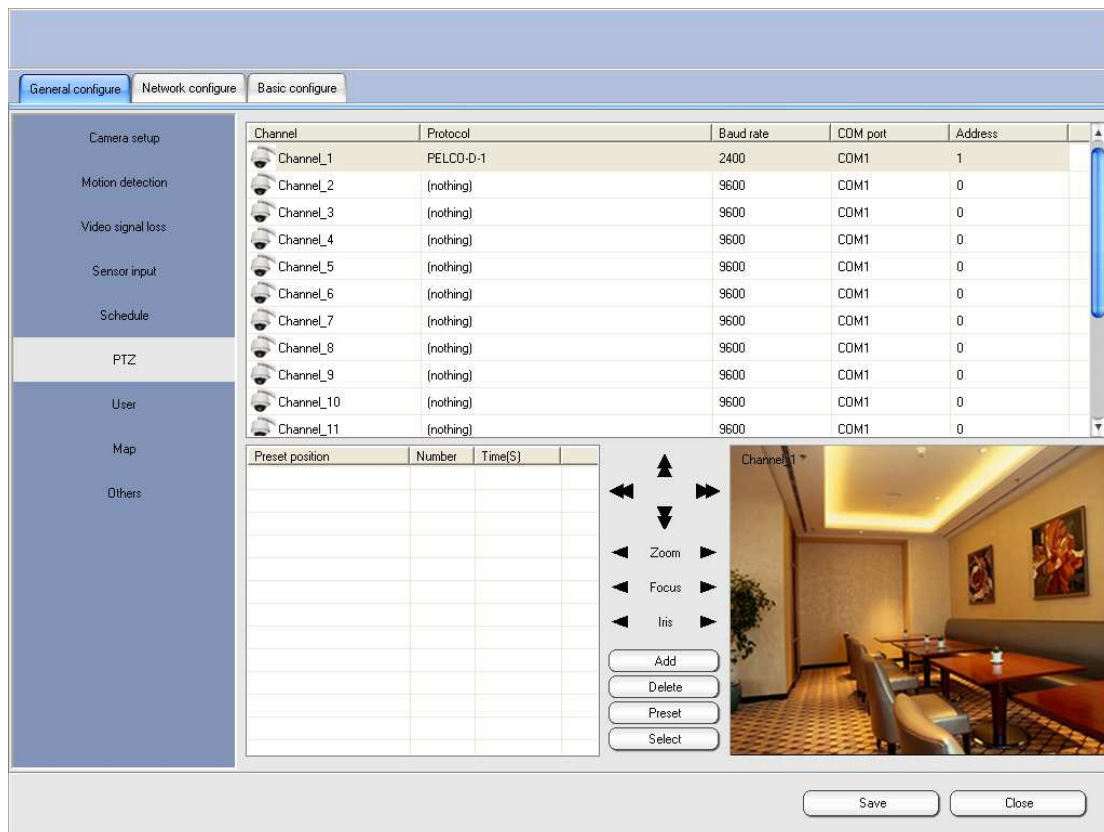 General configure Network configure Basic configure
Camera setup
Motion detection
Video signal loss
Sensor input
Schedule
PTZ
User
Map
Others
Channel Protocol Baud rate COM port Address
Channel_1 PELCO-D-1 2400 COM1 1
Channel_2 (nothing) 9600 COM1 0
Channel_3 (nothing) 9600 COM1 0
Channel_4 (nothing) 9600 COM1 0
Channel_5 (nothing) 9600 COM1 0
Channel_6 (nothing) 9600 COM1 0
Channel_7 (nothing) 9600 COM1 0
Channel_8 (nothing) 9600 COM1 0
Channel_9 (nothing) 9600 COM1 0
Channel_10 (nothing) 9600 COM1 0
Channel_11 (nothing) 9600 COM1 0
Preset position Number Time(S)
Zoom
Focus
Iris
Add
Delete
Preset
Select
Channel_1
Save Close